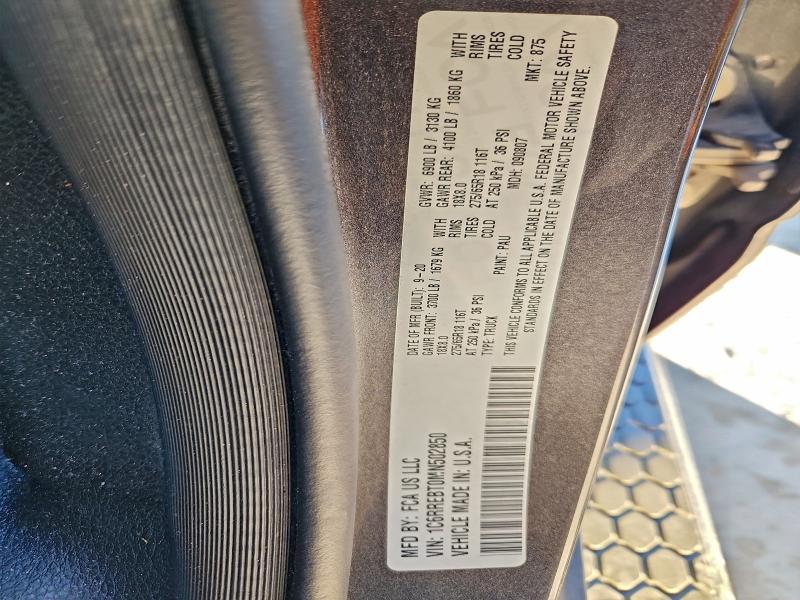 MFD BY: FCA US LLC
DATE OF MFR (BUILT): 9-20
GVWR: 6900 LB / 3130 KG
GAWR FRONT: 3700 LB / 1679 KG WITH
GAWR REAR: 4100 LB / 1860 KG WITH
18X8.0 RIMS
18X8.0 RIMS
275/65R18 116T TIRES
275/65R18 116T TIRES
AT 250 kPa / 36 PSI COLD
AT 250 kPa / 36 PSI COLD
VIN: 1C6RREBT0MN502850
TYPE: TRUCK
PAINT: PAU
MDH: 090807
MKT: 875
VEHICLE MADE IN: U.S.A.
THIS VEHICLE CONFORMS TO ALL APPLICABLE U.S.A. FEDERAL MOTOR VEHICLE SAFETY
STANDARDS IN EFFECT ON THE DATE OF MANUFACTURE SHOWN ABOVE.